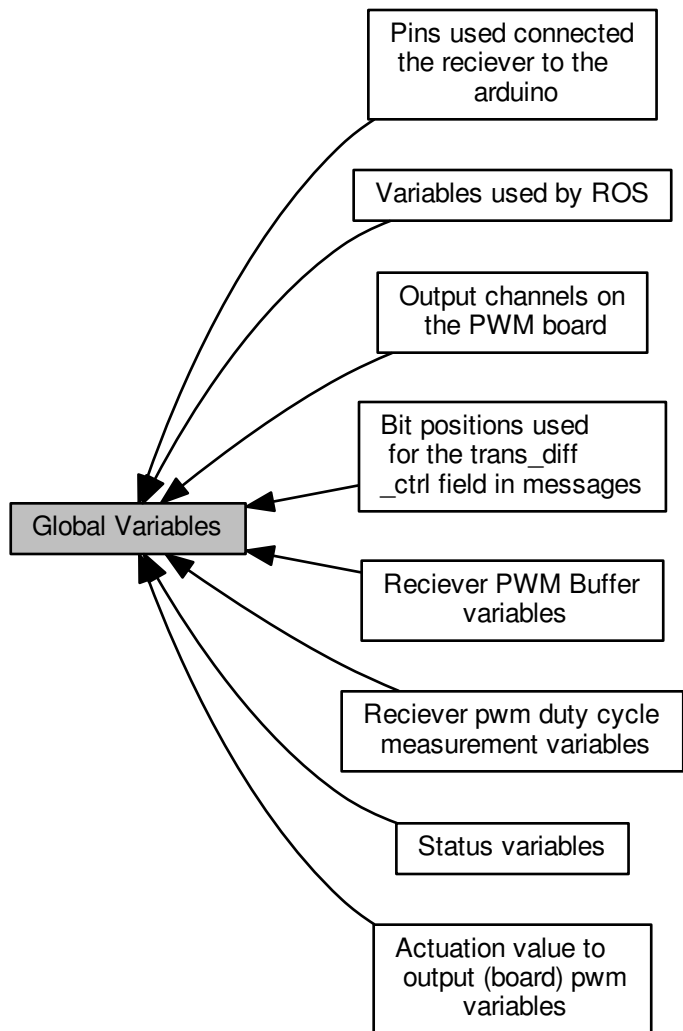 Pins used connected
the reciever to the
arduino
Variables used by ROS
Output channels on
the PWM board
Bit positions used
for the trans_diff
_ctrl field in messages
Global Variables
Reciever PWM Buffer
variables
Reciever pwm duty cycle
measurement variables
Status variables
Actuation value to
output (board) pwm
variables